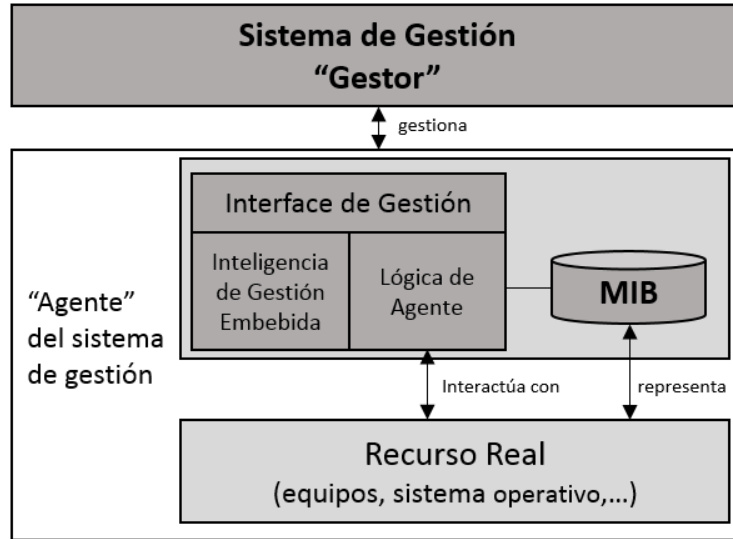 Sistema de Gestión
“Gestor”
gestiona
Interface de Gestión
Inteligencia
de Gestión
Embebida
Lógica de
Agente
MIB
“Agente”
del sistema
de gestión
Interactúa con
representa
Recurso Real
(equipos, sistema operativo,...)